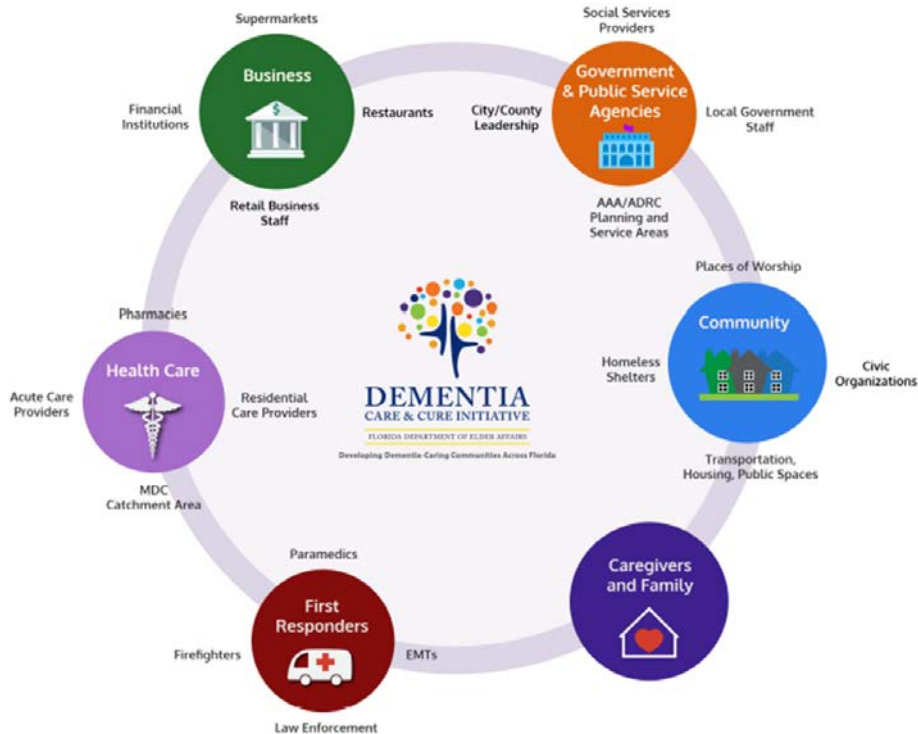 Supermarkets
Business
$
Financial
Institutions
Restaurants
Retail Business
Staff
Social Services
Providers
Government
& Public Service
Agencies
City/County
Leadership
Local Government
Staff
AAA/ADRC
Planning and
Service Areas
Places of Worship
Community
Homeless
Shelters
Civic
Organizations
Transportation,
Housing, Public Spaces
Pharmacies
Health Care
Acute Care
Providers
Residential
Care Providers
MDC
Catchment Area
DEMENTIA
CARE & CURE INITIATIVE
FLORIDA DEPARTMENT OF ELDER AFFAIRS
Developing Dementia-Caring Communities Across Florida
Caregivers
and Family
Paramedics
First
Responders
Firefighters
EMTs
Law Enforcement